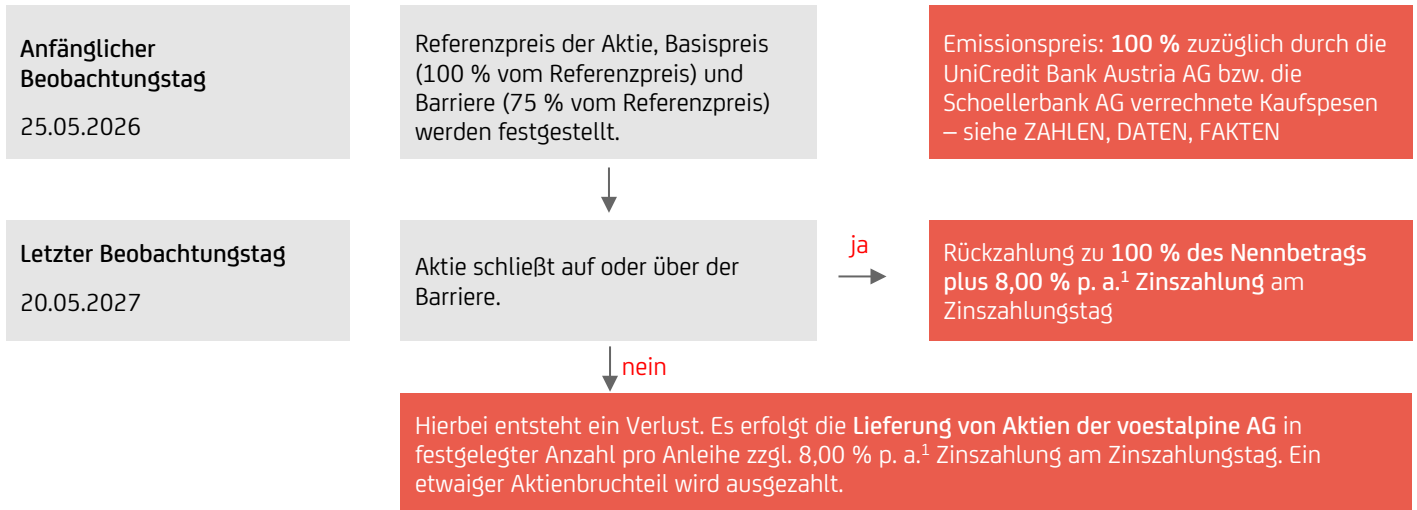 Anfänglicher
Beobachtungstag
25.05.2026
Referenzpreis der Aktie, Basispreis
(100 % vom Referenzpreis) und
Barriere (75 % vom Referenzpreis)
werden festgestellt.
Emissionspreis: 100 % zuzüglich durch die
UniCredit Bank Austria AG bzw. die
Schoellerbank AG verrechnete Kaufspesen
– siehe ZAHLEN, DATEN, FAKTEN
Letzter Beobachtungstag
20.05.2027
Aktie schließt auf oder über der
Barriere.
ja
Rückzahlung zu 100 % des Nennbetrags
plus 8,00 % p. a.¹ Zinszahlung am
Zinszahlungstag
nein
Hierbei entsteht ein Verlust. Es erfolgt die Lieferung von Aktien der voestalpine AG in
festgelegter Anzahl pro Anleihe zzgl. 8,00 % p. a.¹ Zinszahlung am Zinszahlungstag. Ein
etwaiger Aktienbruchteil wird ausgezahlt.